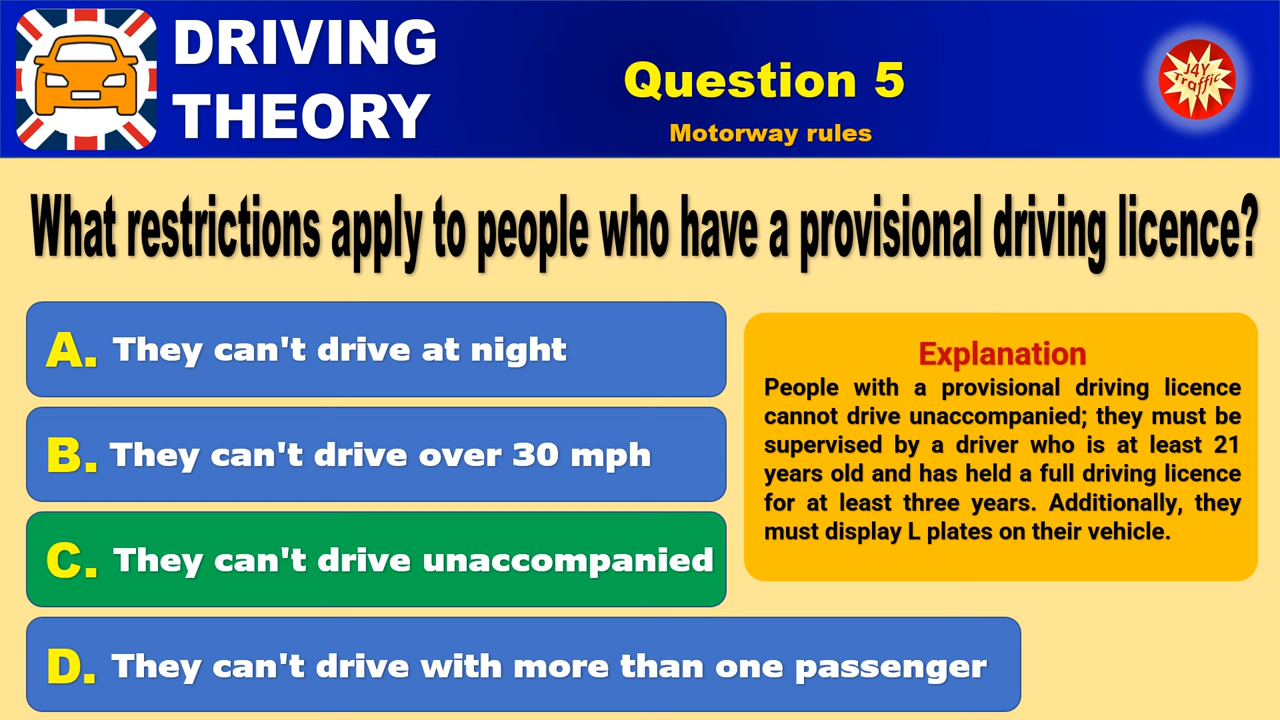 DRIVING
THEORY
Question 5
Motorway rules
J4Y
Traffic
What restrictions apply to people who have a provisional driving licence?
A. They can't drive at night
B. They can't drive over 30 mph
C. They can't drive unaccompanied
D. They can't drive with more than one passenger
Explanation
People with a provisional driving licence
cannot drive unaccompanied; they must be
supervised by a driver who is at least 21
years old and has held a full driving licence
for at least three years. Additionally, they
must display L plates on their vehicle.